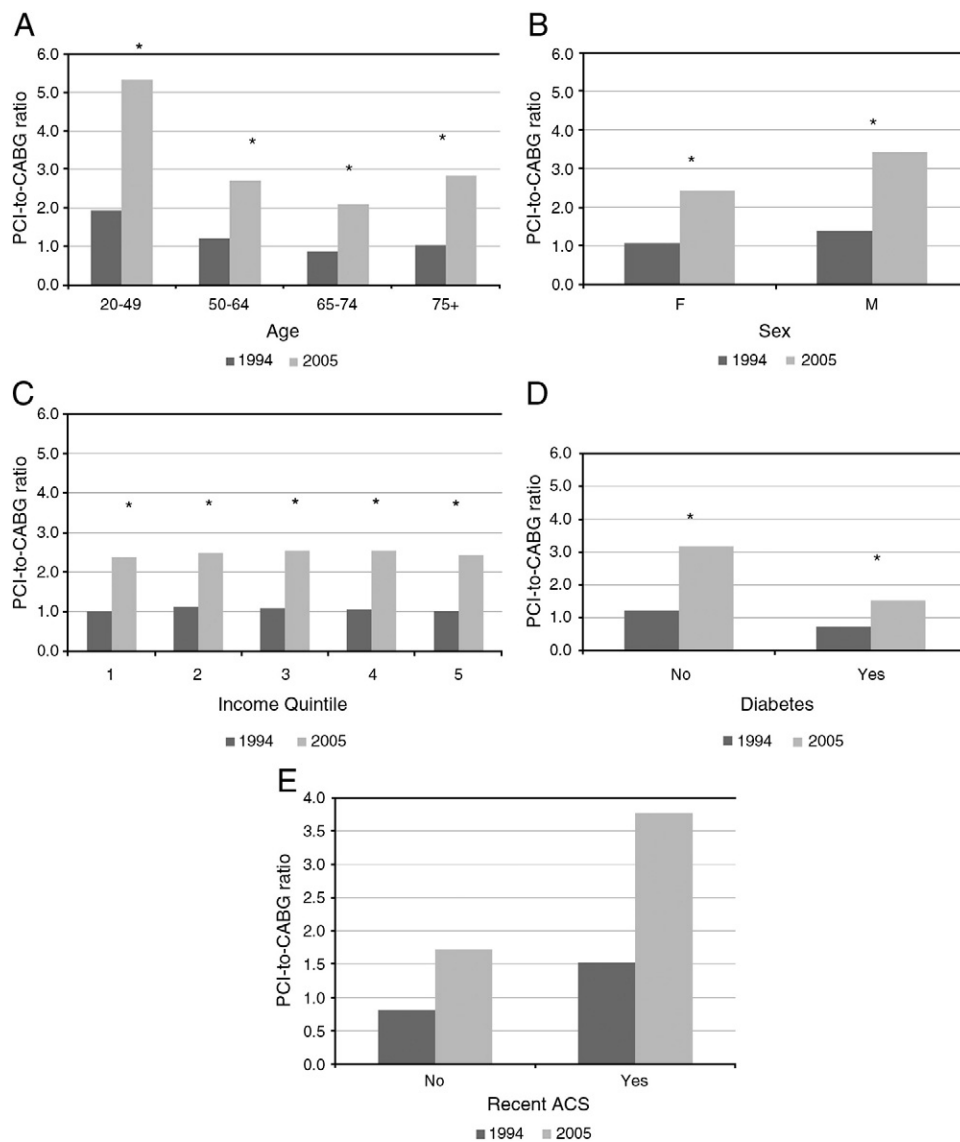 A
PCI-to-CABG ratio
6.0
5.0
4.0
3.0
2.0
1.0
0.0
*
*
*
*
20-49 50-64 65-74 75+
Age
1994 2005
B
PCI-to-CABG ratio
6.0
5.0
4.0
3.0
2.0
1.0
0.0
*
*
F M
Sex
1994 2005
C
PCI-to-CABG ratio
6.0
5.0
4.0
3.0
2.0
1.0
0.0
* * * * *
1 2 3 4 5
Income Quintile
1994 2005
D
PCI-to-CABG ratio
6.0
5.0
4.0
3.0
2.0
1.0
0.0
*
*
No Yes
Diabetes
1994 2005
E
PCI-to-CABG ratio
4.0
3.5
3.0
2.5
2.0
1.5
1.0
0.5
0.0
No Yes
Recent ACS
1994 2005